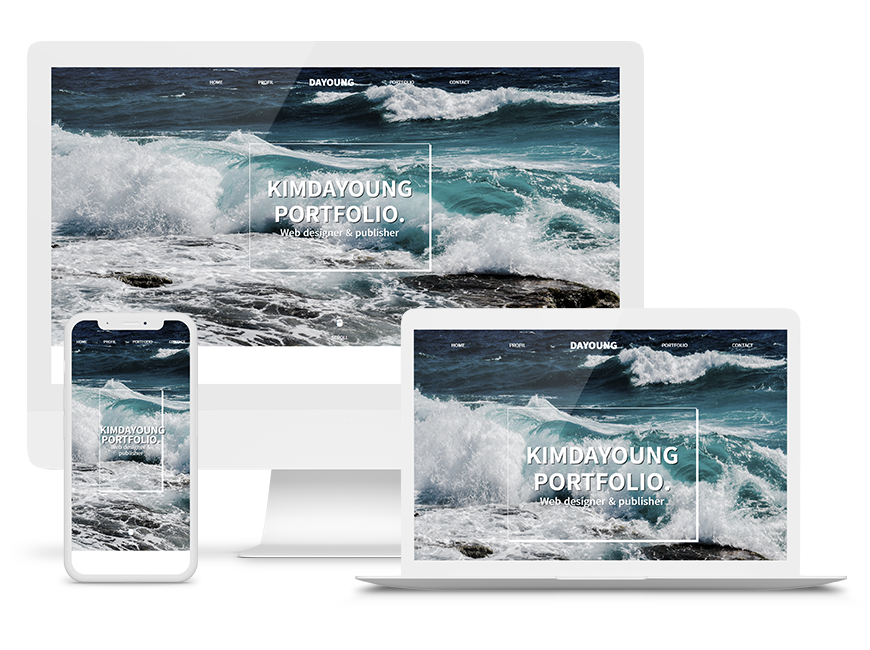 HOME PROFIL DAYOUNG PORTFOLIO CONTACT
KIMDAYOUNG
PORTFOLIO.
Web designer & publisher
SCROLL
HOME PROFIL PORTFOLIO CONTACT
KIMDAYOUNG
PORTFOLIO.
Web designer &
publisher
HOME PROFIL DAYOUNG PORTFOLIO CONTACT
KIMDAYOUNG
PORTFOLIO.
Web designer & publisher